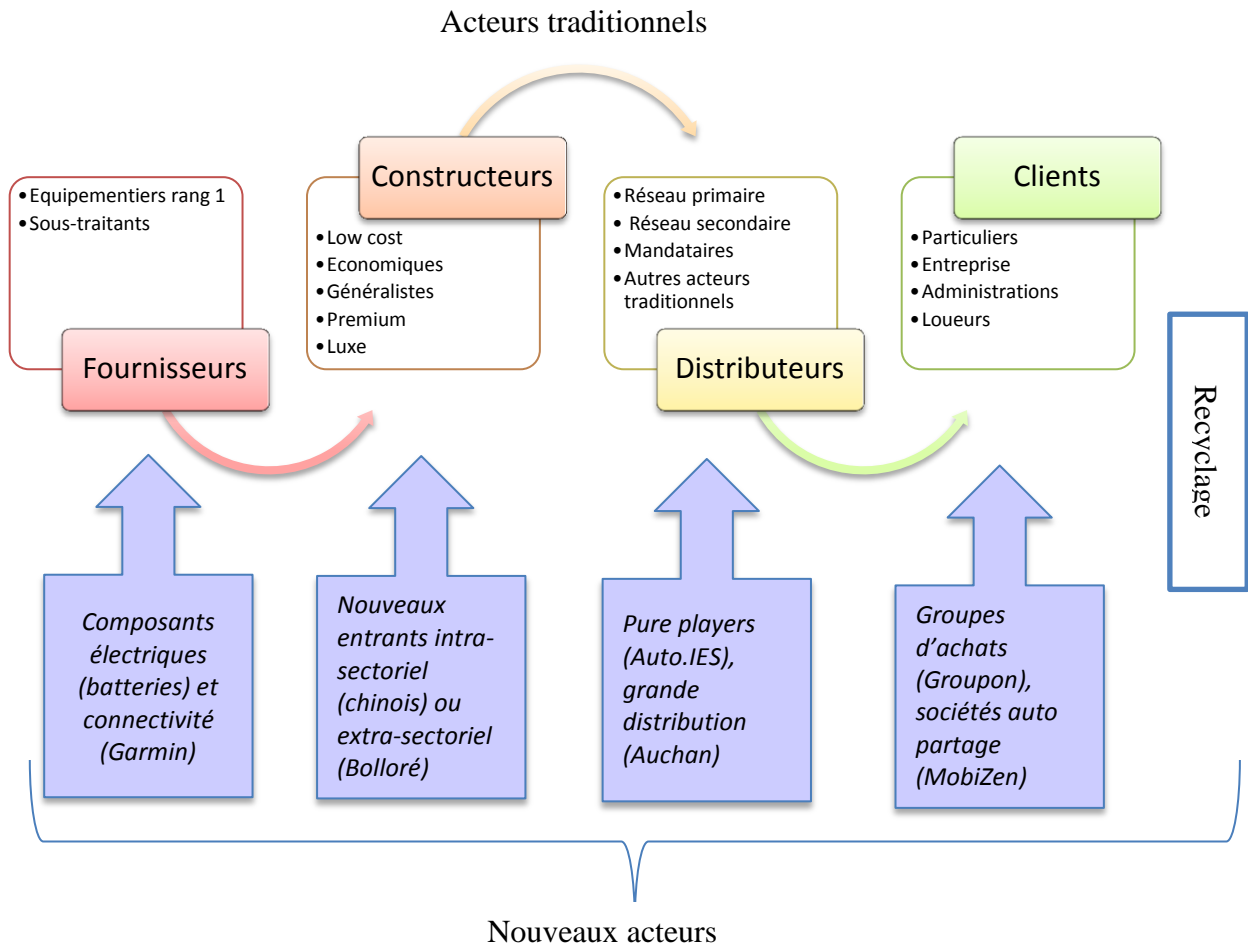 Acteurs traditionnels
• Equipementiers rang 1
• Sous-traitants
Fournisseurs
Constructeurs
• Low cost
• Economiques
• Généralistes
• Premium
• Luxe
• Réseau primaire
• Réseau secondaire
• Mandataires
• Autres acteurs
traditionnels
Distributeurs
Clients
• Particuliers
• Entreprise
• Administrations
• Loueurs
Recyclage
Composants
électriques
(batteries) et
connectivité
(Garmin)
Nouveaux
entrants intra-
sectoriel
(chinois) ou
extra-sectoriel
(Bolloré)
Pure players
(Auto.IES),
grande
distribution
(Auchan)
Groupes
d’achats
(Groupon),
sociétés auto
partage
(MobiZen)
Nouveaux acteurs